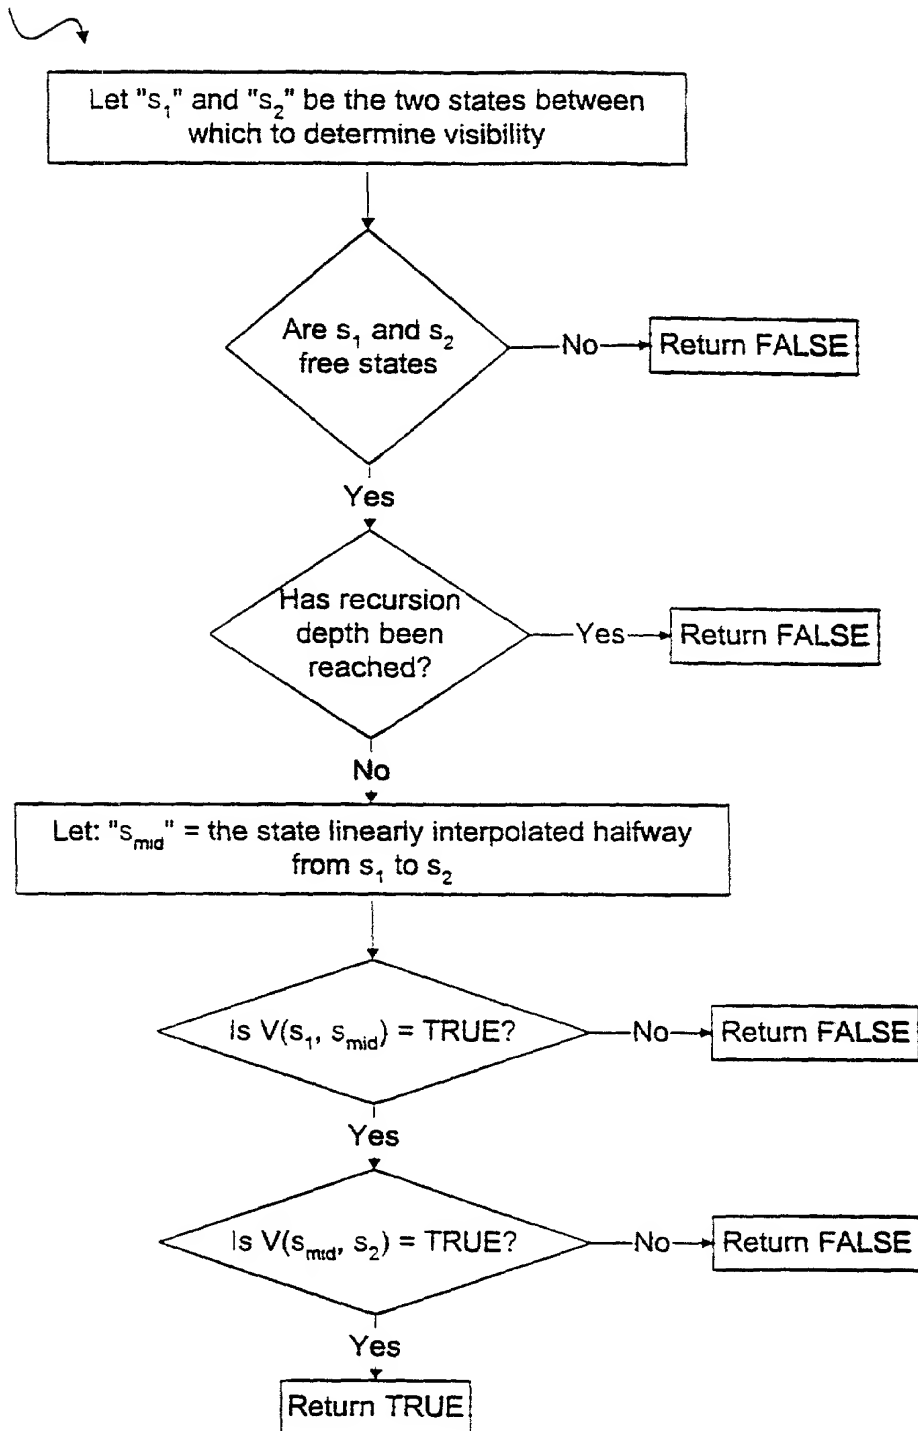 Let "s₁" and "s₂" be the two states between
which to determine visibility
Are s₁ and s₂
free states
No
Return FALSE
Yes
Has recursion
depth been
reached?
Yes
Return FALSE
No
Let: "s_mid" = the state linearly interpolated halfway
from s₁ to s₂
Is V(s₁, s_mid) = TRUE?
No
Return FALSE
Yes
Is V(s_mid, s₂) = TRUE?
No
Return FALSE
Yes
Return TRUE